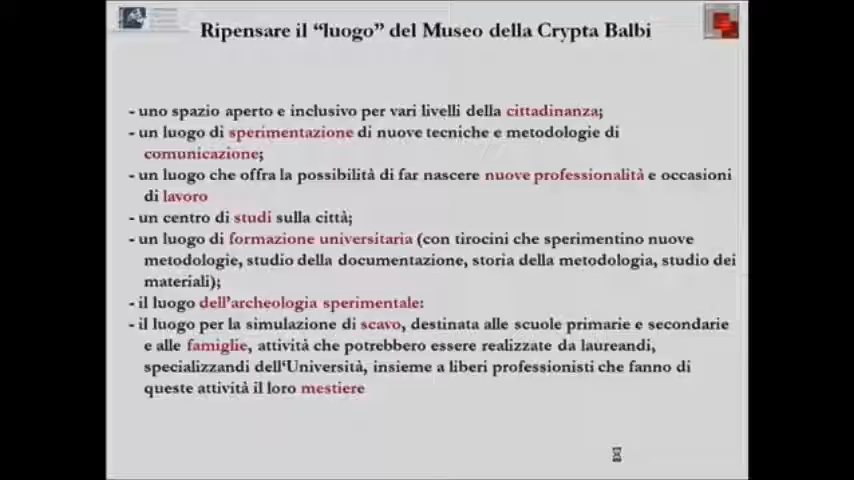 Ripensare il “luogo” del Museo della Crypta Balbi
- uno spazio aperto e inclusivo per vari livelli della cittadinanza;
- un luogo di sperimentazione di nuove tecniche e metodologie di
comunicazione;
- un luogo che offra la possibilità di far nascere nuove professionalità e occasioni
di lavoro
- un centro di studi sulla città;
- un luogo di formazione universitaria (con tirocini che sperimentino nuove
metodologie, studio della documentazione, storia della metodologia, studio dei
materiali);
- il luogo dell’archeologia sperimentale:
- il luogo per la simulazione di scavo, destinata alle scuole primarie e secondarie
e alle famiglie, attività che potrebbero essere realizzate da laureandi,
specializzandi dell‘Università, insieme a liberi professionisti che fanno di
queste attività il loro mestiere